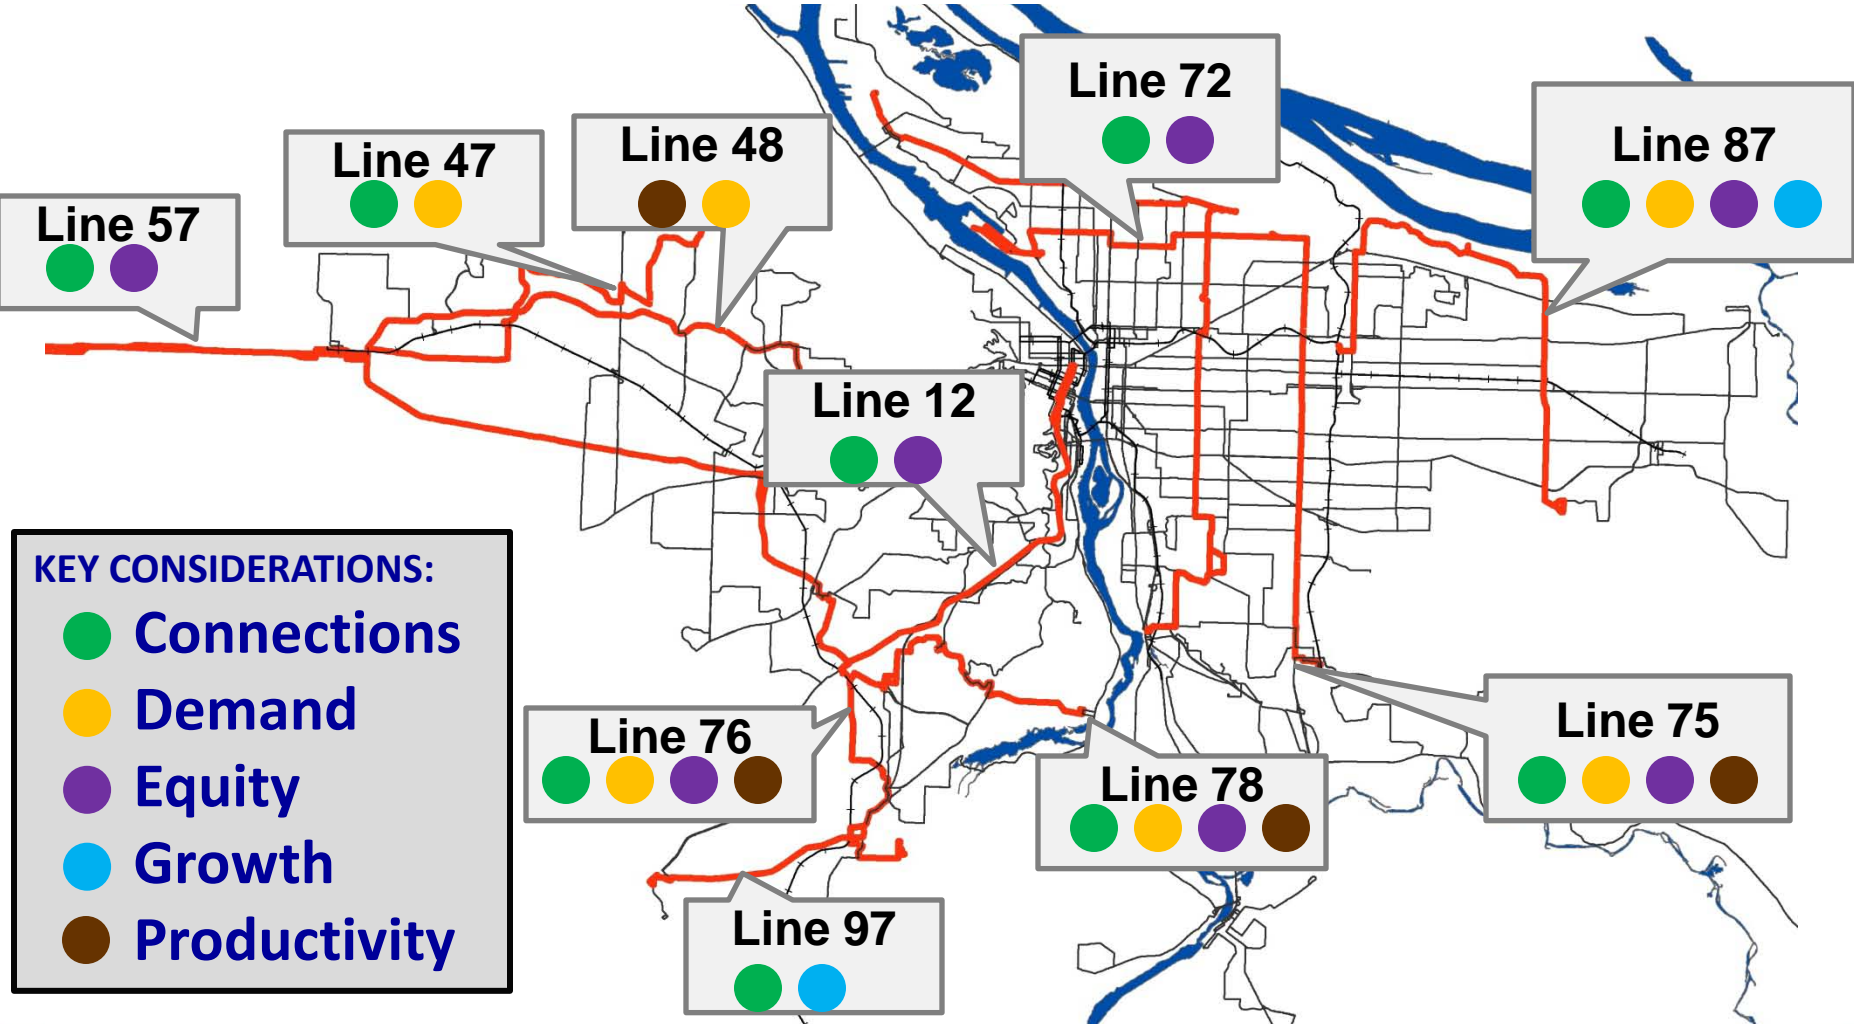 Line 72
Line 87
Line 48
Line 47
Line 57
Line 12
KEY CONSIDERATIONS:
Connections
Demand
Equity
Growth
Productivity
Line 76
Line 78
Line 75
Line 97